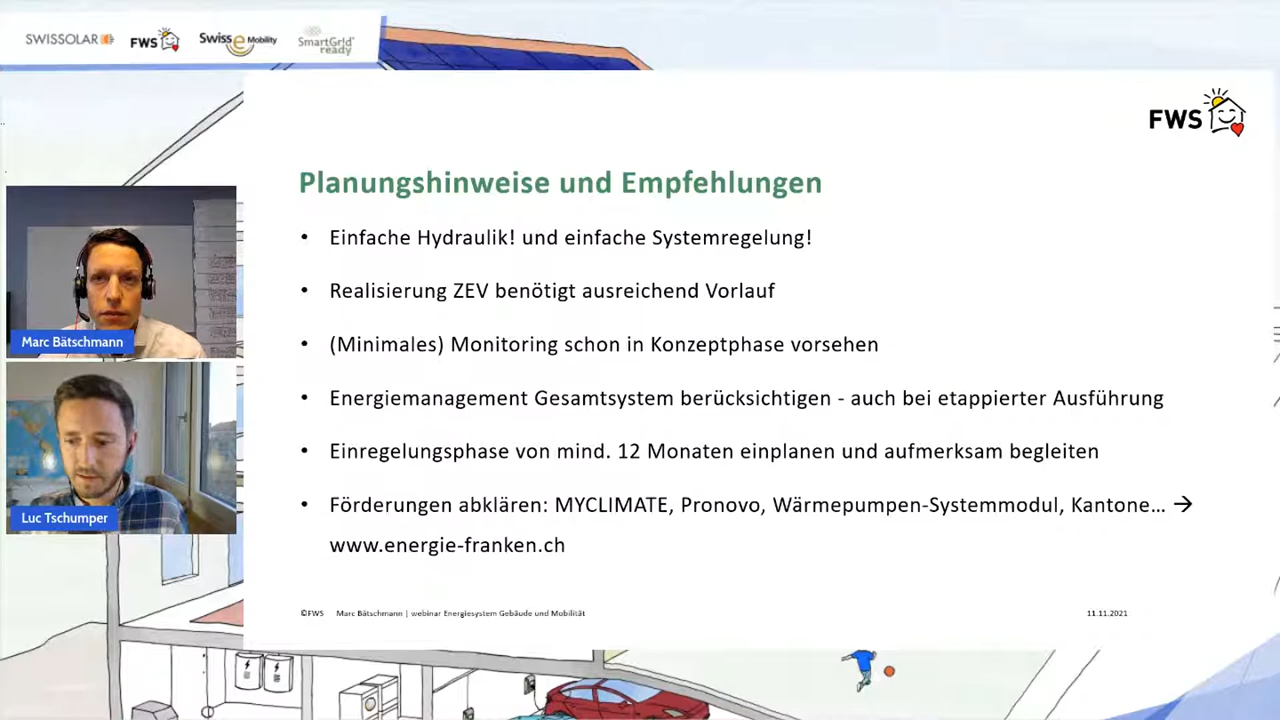 SWISSOLAR
FWS
Swiss eMobility
SmartGrid ready
FWS
Planungshinweise und Empfehlungen
• Einfache Hydraulik! und einfache Systemregelung!
• Realisierung ZEV benötigt ausreichend Vorlauf
• (Minimales) Monitoring schon in Konzeptphase vorsehen
• Energiemanagement Gesamtsystem berücksichtigen - auch bei etappierter Ausführung
• Einregelungsphase von mind. 12 Monaten einplanen und aufmerksam begleiten
• Förderungen abklären: MYCLIMATE, Pronovo, Wärmepumpen-Systemmodul, Kantone… →
www.energie-franken.ch
Marc Bätschmann
Luc Tschumper
©FWS Marc Bätschmann | webinar Energiesystem Gebäude und Mobilität 11.11.2021